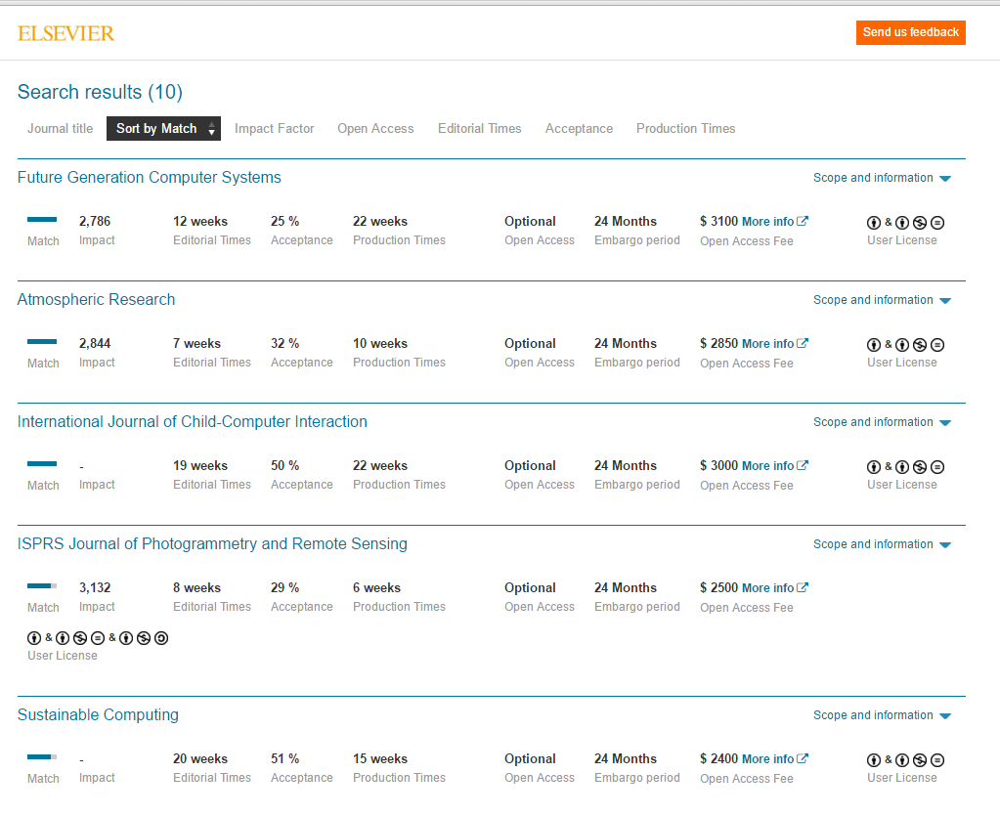 ELSEVIER
Send us feedback
Search results (10)
Journal title Sort by Match Impact Factor Open Access Editorial Times Acceptance Production Times
Future Generation Computer Systems Scope and information
2,786 12 weeks 25 % 22 weeks Optional 24 Months $ 3100 More info &
Match Impact Editorial Times Acceptance Production Times Open Access Embargo period Open Access Fee User License
Atmospheric Research Scope and information
2,844 7 weeks 32 % 10 weeks Optional 24 Months $ 2850 More info &
Match Impact Editorial Times Acceptance Production Times Open Access Embargo period Open Access Fee User License
International Journal of Child-Computer Interaction Scope and information
- 19 weeks 50 % 22 weeks Optional 24 Months $ 3000 More info &
Match Impact Editorial Times Acceptance Production Times Open Access Embargo period Open Access Fee User License
ISPRS Journal of Photogrammetry and Remote Sensing Scope and information
3,132 8 weeks 29 % 6 weeks Optional 24 Months $ 2500 More info
Match Impact Editorial Times Acceptance Production Times Open Access Embargo period Open Access Fee
& &
User License
Sustainable Computing Scope and information
- 20 weeks 51 % 15 weeks Optional 24 Months $ 2400 More info &
Match Impact Editorial Times Acceptance Production Times Open Access Embargo period Open Access Fee User License